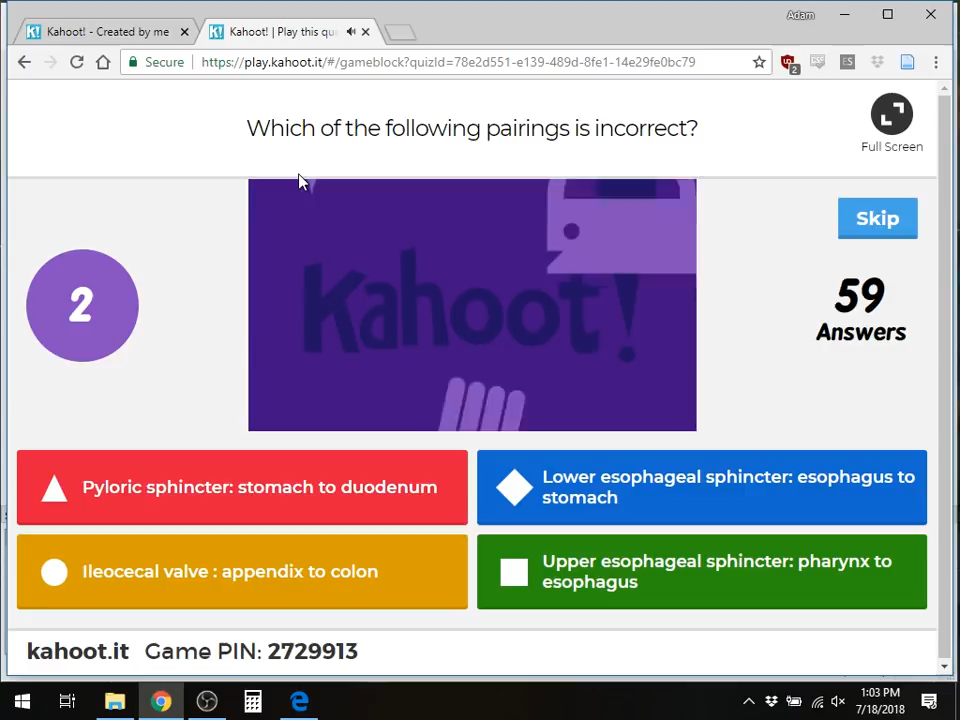 Adam
Kahoot! - Created by me
Kahoot! | Play this qu
Secure
https://play.kahoot.it/#/gameblock?quizId=78e2d551-e139-489d-8fe1-14e29fe0bc79
2
ES
Which of the following pairings is incorrect?
Full Screen
Skip
2
Kahoot!
59
Answers
Pyloric sphincter: stomach to duodenum
Lower esophageal sphincter: esophagus to
stomach
Ileocecal valve : appendix to colon
Upper esophageal sphincter: pharynx to
esophagus
kahoot.it Game PIN: 2729913
1:03 PM
7/18/2018